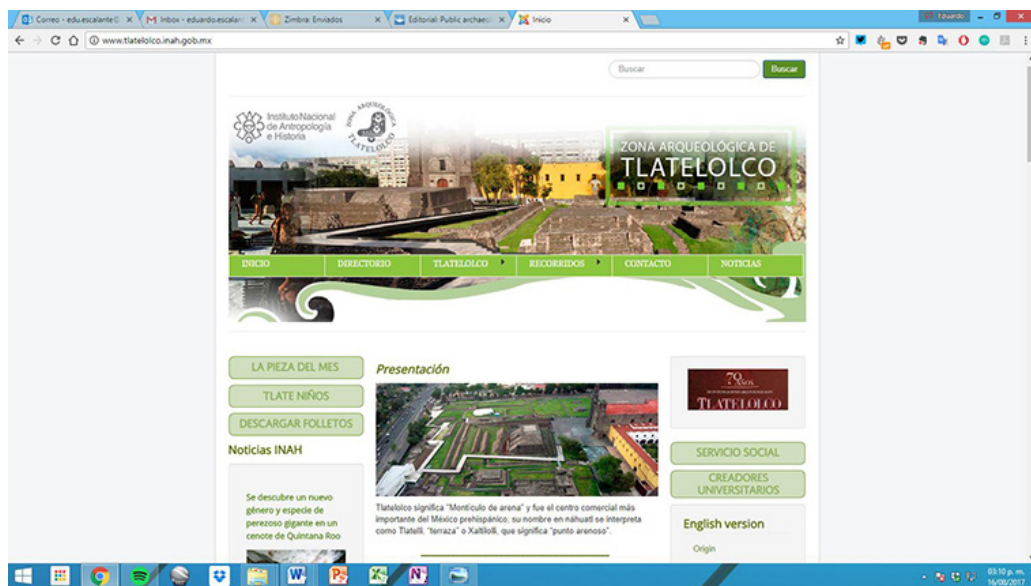 Correo - edu.escalante
Inbox - eduardo.escalan
Zimbra: Enviados
Editorial: Public archaeol
Inicio
Eduardo
www.tlatelolco.inah.gob.mx
Buscar
Buscar
Instituto Nacional
de Antropología
e Historia
ZONA ARQUEOLÓGICA
TLATELOLCO
ZONA ARQUEOLÓGICA DE
TLATELOLCO
INICIO
DIRECTORIO
TLATELOLCO
RECORRIDOS
CONTACTO
NOTICIAS
LA PIEZA DEL MES
TLATE NIÑOS
DESCARGAR FOLLETOS
Noticias INAH
Se descubre un nuevo
género y especie de
perezoso gigante en un
cenote de Quintana Roo
Presentación
Tlatelolco significa "Montículo de arena" y fue el centro comercial más
importante del México prehispánico; su nombre en náhuatl se interpreta
como Tlatelli, "terraza" o Xaltilolli, que significa "punto arenoso".
70
AÑOS
TLATELOLCO
SERVICIO SOCIAL
CREADORES
UNIVERSITARIOS
English version
Origin
03:10 p. m.
16/08/2017